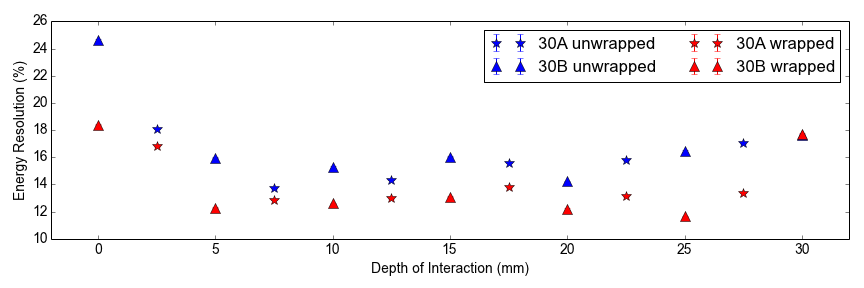 26
24
22
20
18
16
14
12
10
Energy Resolution (%)
30A unwrapped 30A wrapped
30B unwrapped 30B wrapped
0 5 10 15 20 25 30
Depth of Interaction (mm)